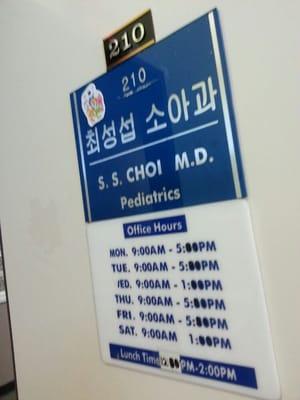 210
210
최성섭 소아과
S. S. CHOI M.D.
Pediatrics
Office Hours
MON. 9:00AM - 5:00PM
TUE. 9:00AM - 5:00PM
WED. 9:00AM - 1:00PM
THU. 9:00AM - 5:00PM
FRI. 9:00AM - 5:00PM
SAT. 9:00AM 1:00PM
Lunch Time PM-2:00PM